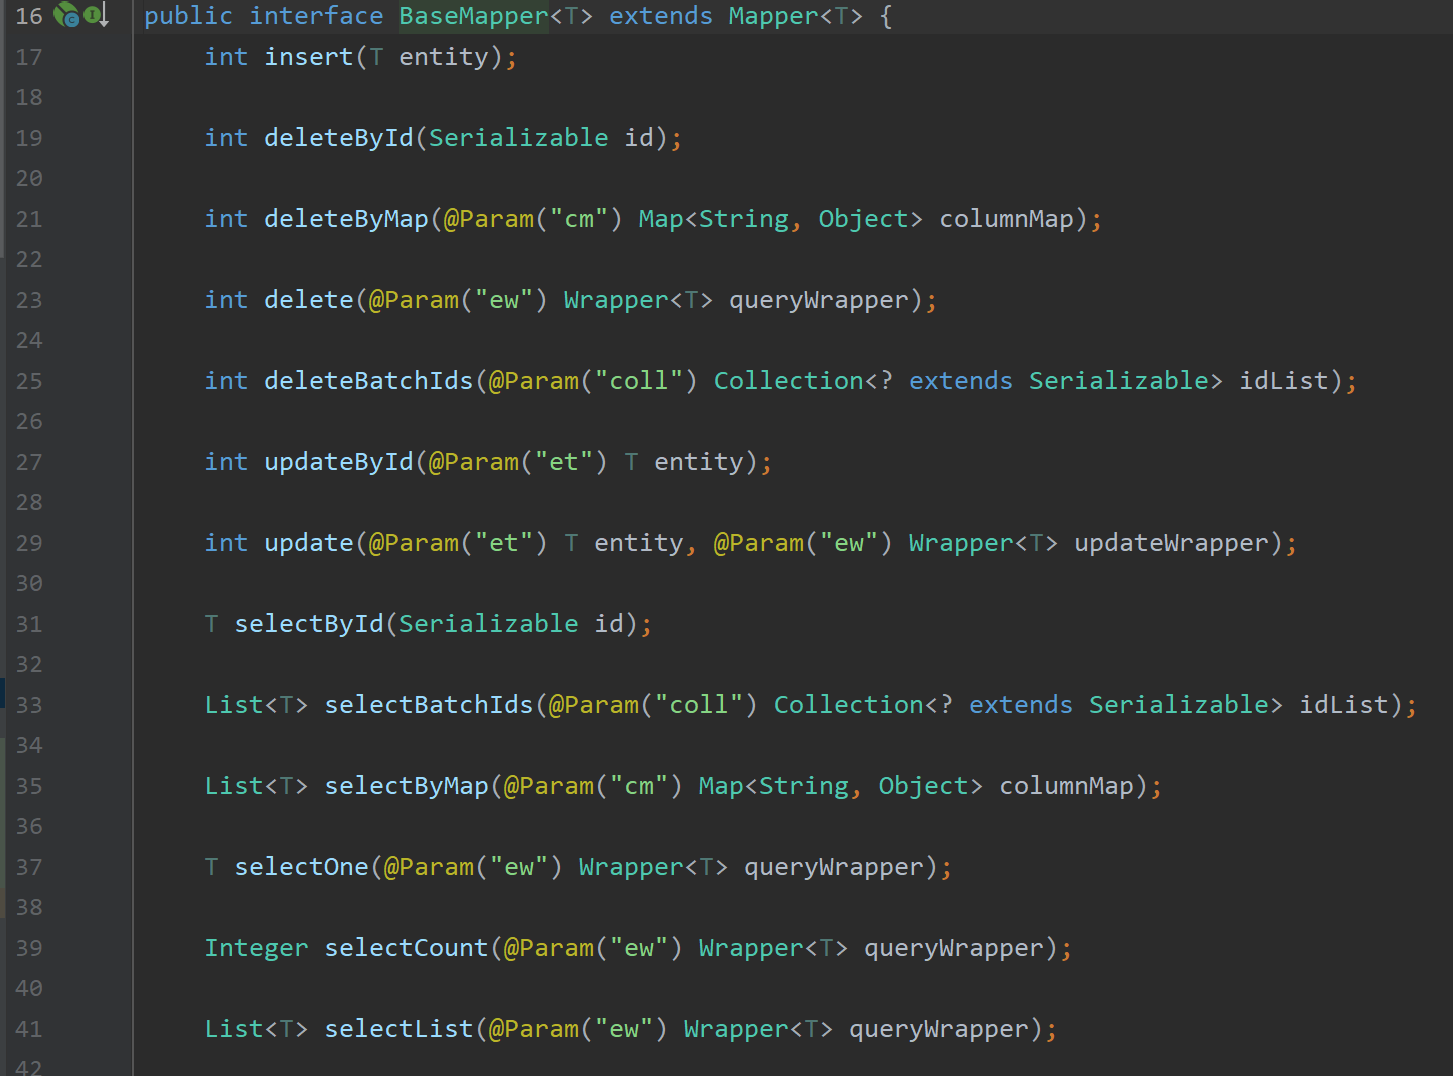 16 public interface BaseMapper<T> extends Mapper<T> {
17 int insert(T entity);
18
19 int deleteById(Serializable id);
20
21 int deleteByMap(@Param("cm") Map<String, Object> columnMap);
22
23 int delete(@Param("ew") Wrapper<T> queryWrapper);
24
25 int deleteBatchIds(@Param("coll") Collection<? extends Serializable> idList);
26
27 int updateById(@Param("et") T entity);
28
29 int update(@Param("et") T entity, @Param("ew") Wrapper<T> updateWrapper);
30
31 T selectById(Serializable id);
32
33 List<T> selectBatchIds(@Param("coll") Collection<? extends Serializable> idList);
34
35 List<T> selectByMap(@Param("cm") Map<String, Object> columnMap);
36
37 T selectOne(@Param("ew") Wrapper<T> queryWrapper);
38
39 Integer selectCount(@Param("ew") Wrapper<T> queryWrapper);
40
41 List<T> selectList(@Param("ew") Wrapper<T> queryWrapper);
42